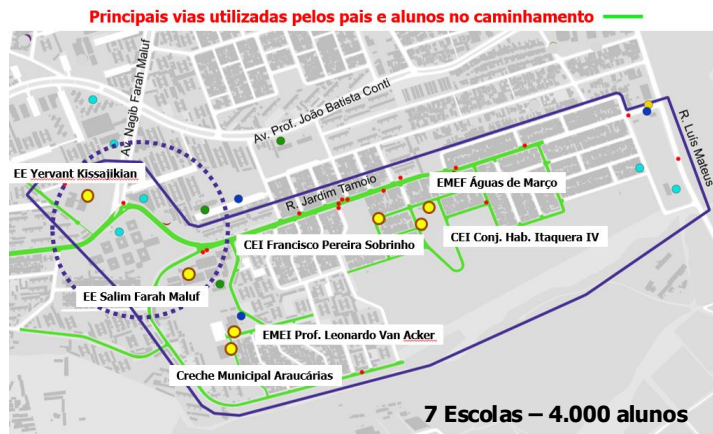 Principais vias utilizadas pelos pais e alunos no caminhamento
Av. Nagib Farah Maluf
Av. Prof. João Batista Conti
R. Luís Mateus
EE Yervant Kissajikian
R. Jardim Tamoio
EMEF Águas de Março
CEI Francisco Pereira Sobrinho
CEI Conj. Hab. Itaquera IV
EE Salim Farah Maluf
EMEI Prof. Leonardo Van Acker
Creche Municipal Araucárias
7 Escolas – 4.000 alunos